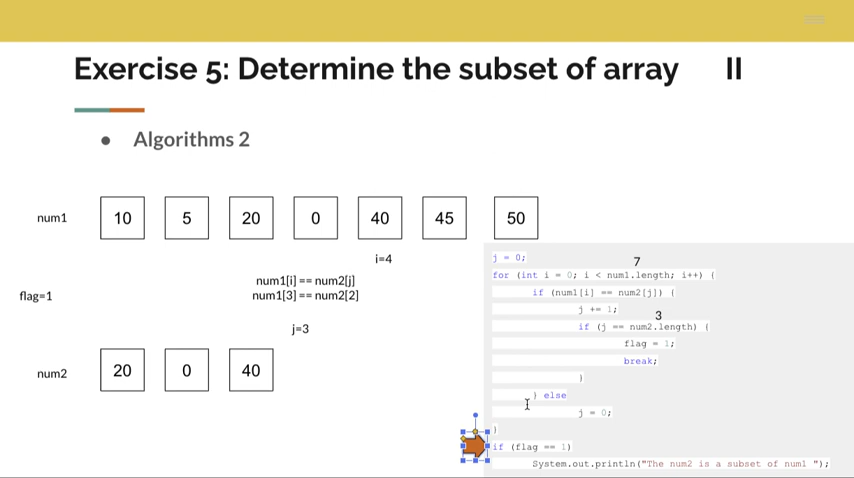 Exercise 5: Determine the subset of array II
● Algorithms 2
num1 10 5 20 0 40 45 50
i=4
flag=1
num1[i] == num2[j]
num1[3] == num2[2]
j=3
num2 20 0 40
j = 0;
7
for (int i = 0; i < num1.length; i++) {
if (num1[i] == num2[j]) {
j += 1;
3
if (j == num2.length) {
flag = 1;
break;
}
} else
j = 0;
}
if (flag == 1)
System.out.println("The num2 is a subset of num1 ");